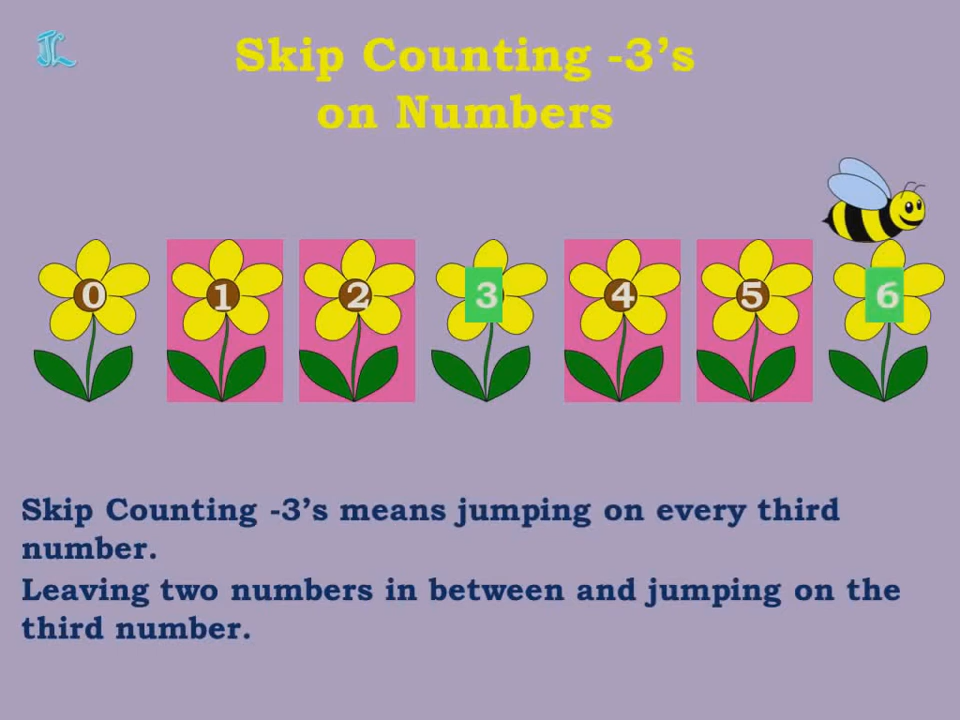 JL
Skip Counting -3's
on Numbers
0 1 2 3 4 5 6
Skip Counting -3's means jumping on every third
number.
Leaving two numbers in between and jumping on the
third number.